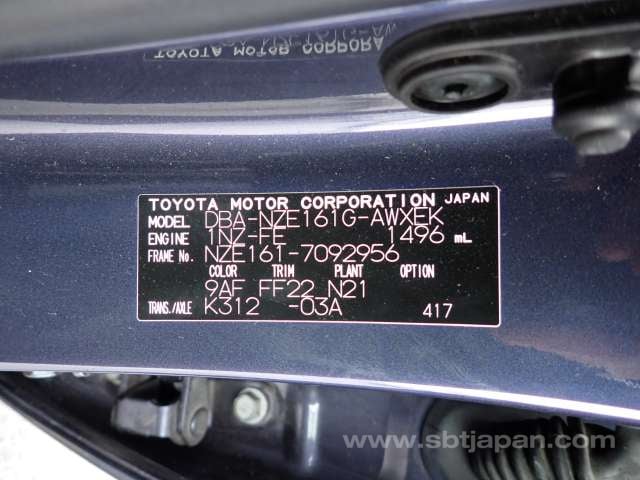 TOYOTA MOTOR CORPORATION JAPAN
MODEL DBA-NZE161G-AWXEK
ENGINE 1NZ-FE 1496 mL
FRAME No. NZE161-7092956
COLOR TRIM PLANT OPTION
9AF FF22 N21
TRANS./AXLE K312 -03A 417
www.sbtjapan.com